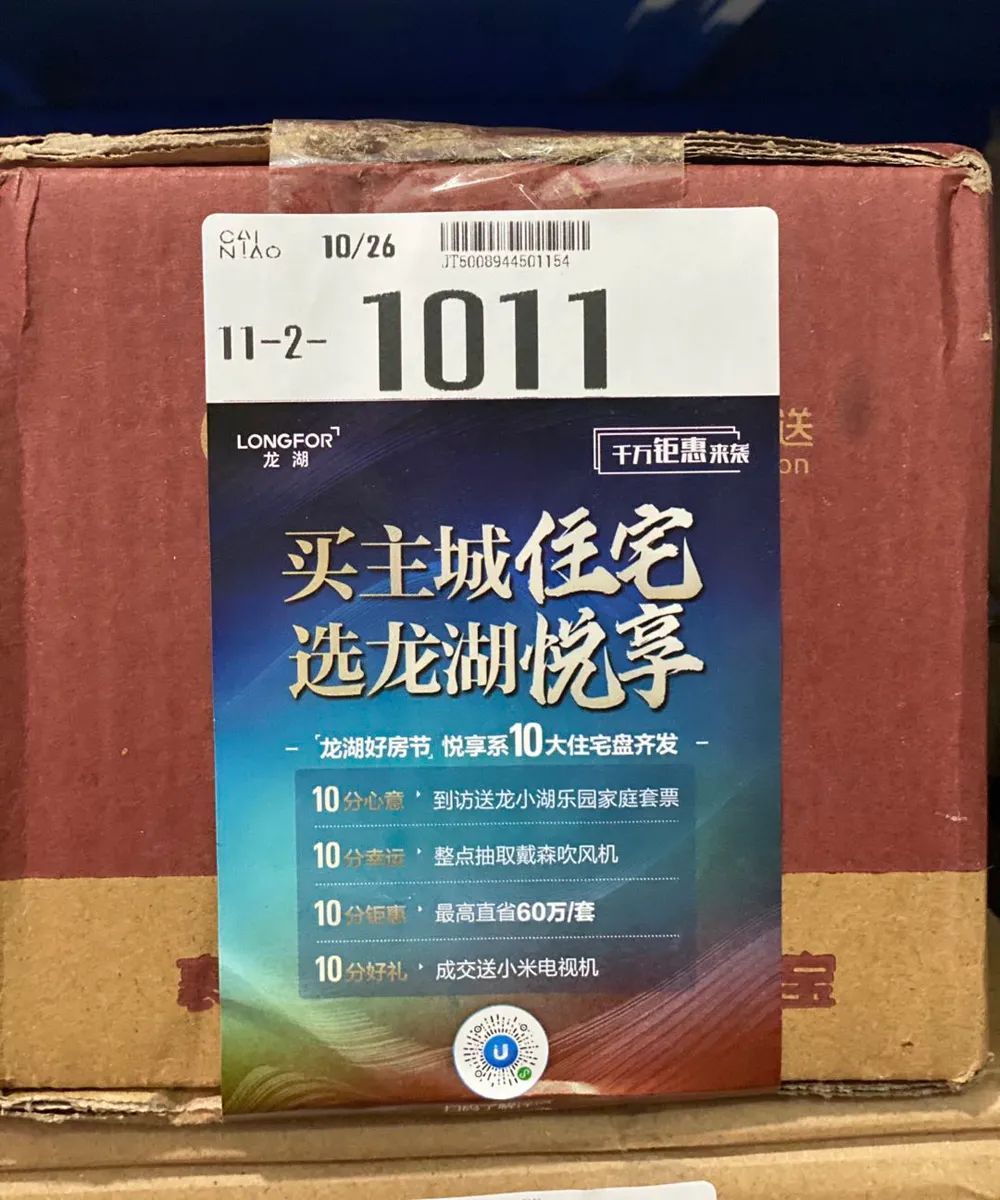 CAI
NIAO
10/26
JT5008944501154
11-2-1011
LONGFOR
龙湖
千万钜惠来袭
送
on
买主城住宅
选龙湖悦享
- 「龙湖好房节」悦享系10大住宅盘齐发 -
10分心意 到访送龙小湖乐园家庭套票
10分幸运 整点抽取戴森吹风机
10分钜惠 最高直省60万/套
10分好礼 成交送小米电视机
宝